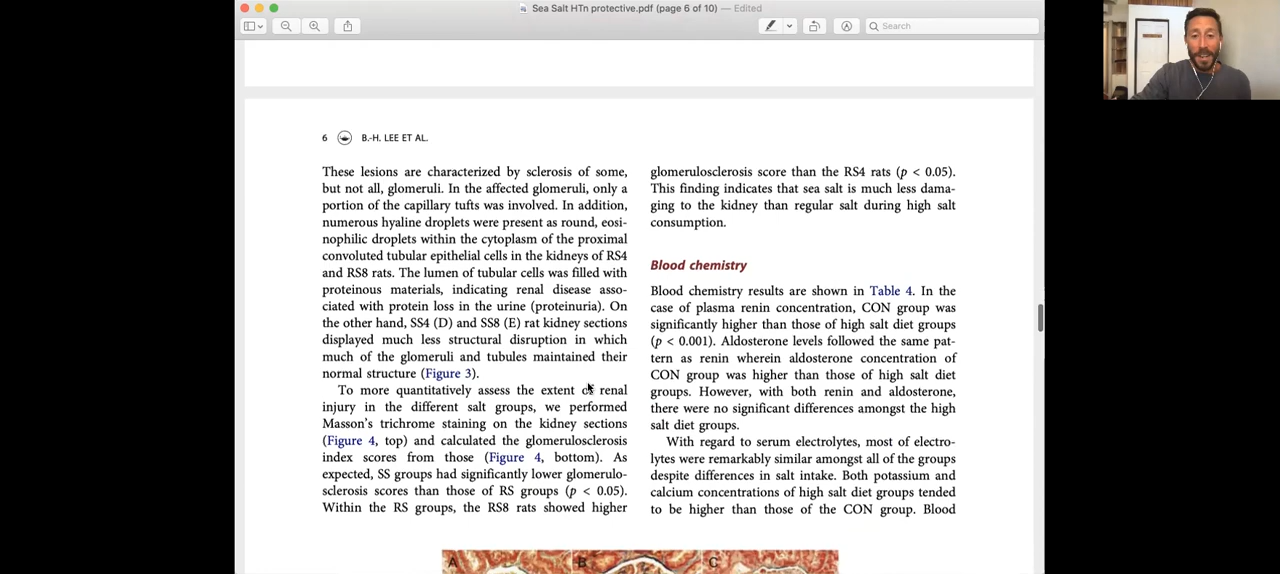 Sea Salt HTn protective.pdf (page 6 of 10) — Edited
Search
6 B.-H. LEE ET AL.
These lesions are characterized by sclerosis of some,
but not all, glomeruli. In the affected glomeruli, only a
portion of the capillary tufts was involved. In addition,
numerous hyaline droplets were present as round, eosi-
nophilic droplets within the cytoplasm of the proximal
convoluted tubular epithelial cells in the kidneys of RS4
and RS8 rats. The lumen of tubular cells was filled with
proteinous materials, indicating renal disease asso-
ciated with protein loss in the urine (proteinuria). On
the other hand, SS4 (D) and SS8 (E) rat kidney sections
displayed much less structural disruption in which
much of the glomeruli and tubules maintained their
normal structure (Figure 3).
To more quantitatively assess the extent of renal
injury in the different salt groups, we performed
Masson's trichrome staining on the kidney sections
(Figure 4, top) and calculated the glomerulosclerosis
index scores from those (Figure 4, bottom). As
expected, SS groups had significantly lower glomerulo-
sclerosis scores than those of RS groups (p < 0.05).
Within the RS groups, the RS8 rats showed higher
glomerulosclerosis score than the RS4 rats (p < 0.05).
This finding indicates that sea salt is much less dama-
ging to the kidney than regular salt during high salt
consumption.
Blood chemistry
Blood chemistry results are shown in Table 4. In the
case of plasma renin concentration, CON group was
significantly higher than those of high salt diet groups
(p < 0.001). Aldosterone levels followed the same pat-
tern as renin wherein aldosterone concentration of
CON group was higher than those of high salt diet
groups. However, with both renin and aldosterone,
there were no significant differences amongst the high
salt diet groups.
With regard to serum electrolytes, most of electro-
lytes were remarkably similar amongst all of the groups
despite differences in salt intake. Both potassium and
calcium concentrations of high salt diet groups tended
to be higher than those of the CON group. Blood
A B C